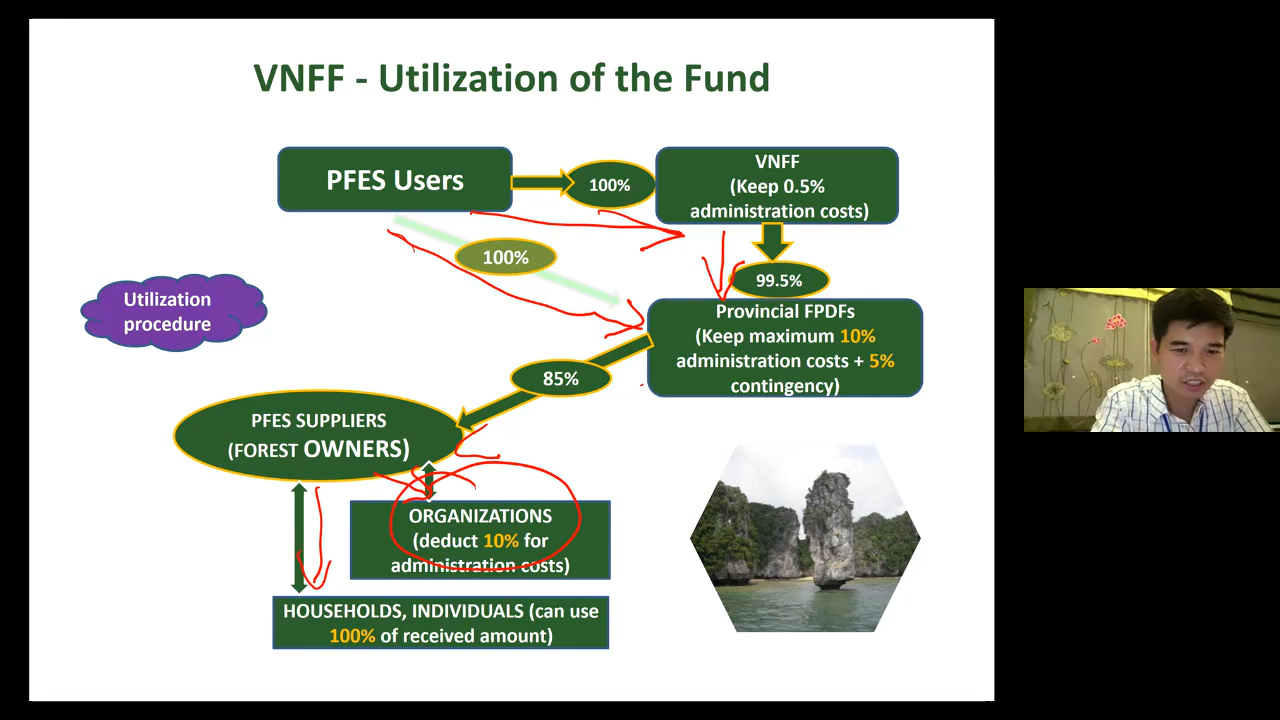 VNFF - Utilization of the Fund
PFES Users
100%
VNFF
(Keep 0.5%
administration costs)
100%
99.5%
Utilization
procedure
Provincial FPDFs
(Keep maximum 10%
administration costs + 5%
contingency)
85%
PFES SUPPLIERS
(FOREST OWNERS)
ORGANIZATIONS
(deduct 10% for
administration costs)
HOUSEHOLDS, INDIVIDUALS (can use
100% of received amount)